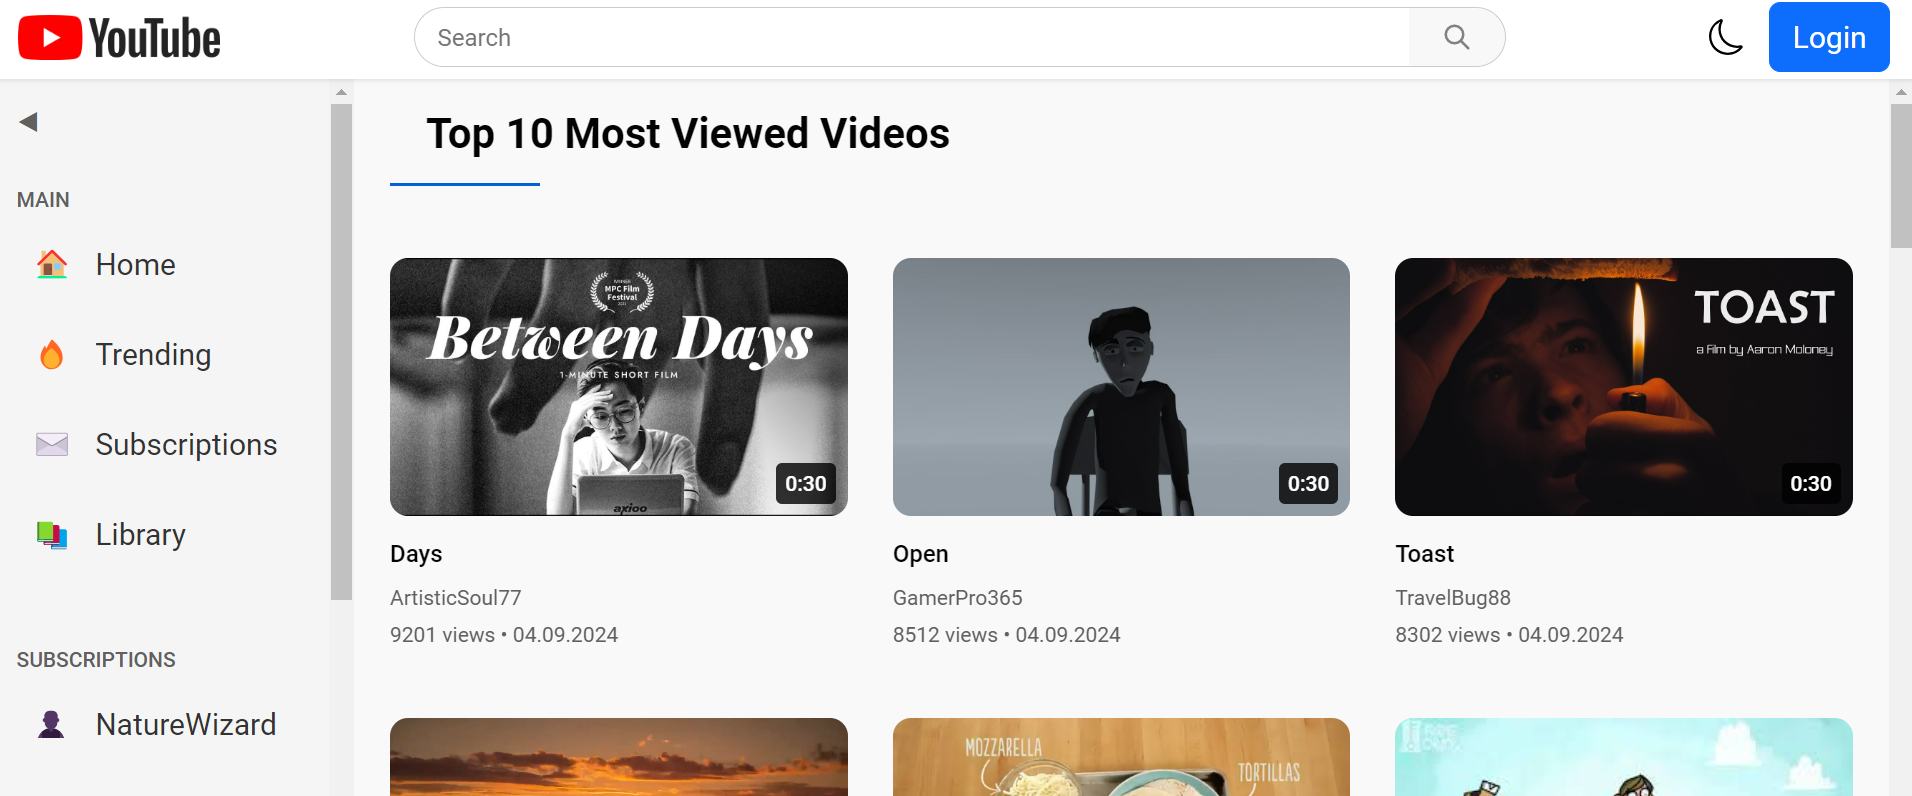 YouTube
Search
Login
MAIN
Home
Trending
Subscriptions
Library
SUBSCRIPTIONS
NatureWizard
Top 10 Most Viewed Videos
WINNER
MPC Film
Festival
2021
Between Days
1-MINUTE SHORT FILM
axioo
0:30
Days
ArtisticSoul77
9201 views • 04.09.2024
0:30
Open
GamerPro365
8512 views • 04.09.2024
TOAST
a Film by Aaron Moloney
0:30
Toast
TravelBug88
8302 views • 04.09.2024
MOZZARELLA
TORTILLAS